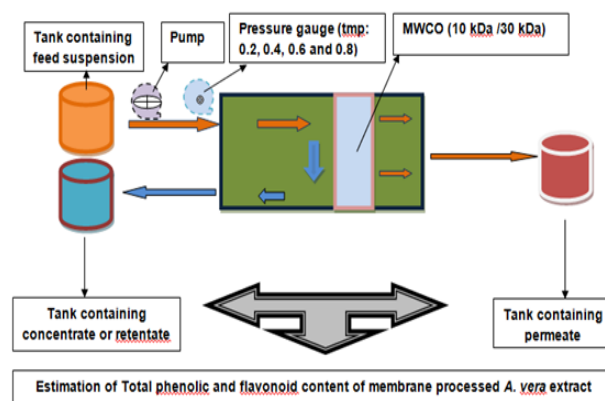 Tank containing
feed suspension
Pump
Pressure gauge (tmp:
0.2, 0.4, 0.6 and 0.8)
MWCO (10 kDa /30 kDa)
Tank containing
concentrate or retentate
Tank containing
permeate
Estimation of Total phenolic and flavonoid content of membrane processed A. vera extract